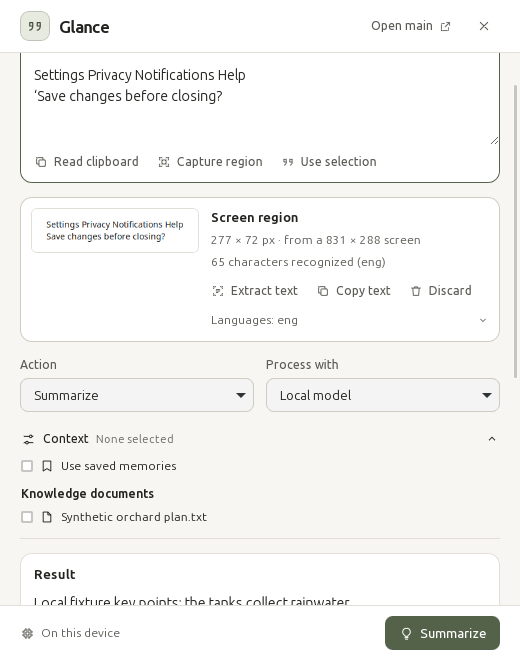 Glance
Open main
Settings Privacy Notifications Help
‘Save changes before closing?
Read clipboard
Capture region
Use selection
Settings Privacy Notifications Help
Save changes before closing?
Screen region
277 × 72 px · from a 831 × 288 screen
65 characters recognized (eng)
Extract text
Copy text
Discard
Languages: eng
Action
Process with
Summarize
Local model
Context None selected
Use saved memories
Knowledge documents
Synthetic orchard plan.txt
Result
Local fixture key points: the tanks collect rainwater
On this device
Summarize